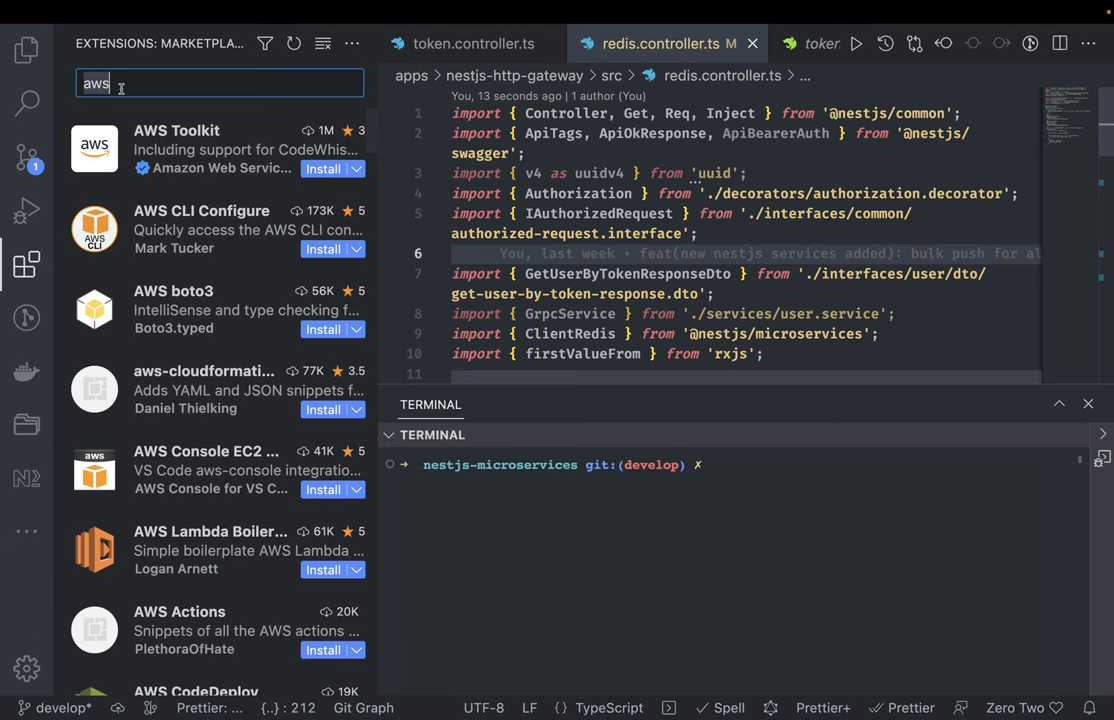 EXTENSIONS: MARKETPLA...
aws
aws
AWS Toolkit
1M
3
Including support for CodeWhis...
Amazon Web Servic...
Install
AWS CLI
AWS CLI Configure
173K
5
Quickly access the AWS CLI con...
Mark Tucker
Install
AWS boto3
56K
5
IntelliSense and type checking f...
Boto3.typed
Install
aws-cloudformati...
77K
3.5
Adds YAML and JSON snippets f...
Daniel Thielking
Install
aws
AWS Console EC2 ...
41K
5
VS Code aws-console integratio...
AWS Console for VS C...
Install
AWS Lambda Boiler...
61K
5
Simple boilerplate AWS Lambda ...
Logan Arnett
Install
AWS Actions
20K
Snippets of all the AWS actions ...
PlethoraOfHate
Install
AWS CodeDeploy
19K
1
token.controller.ts
redis.controller.ts M
token
apps > nestjs-http-gateway > src > redis.controller.ts > ...
You, 13 seconds ago | 1 author (You)
1 import { Controller, Get, Req, Inject } from '@nestjs/common';
2 import { ApiTags, ApiOkResponse, ApiBearerAuth } from '@nestjs/
swagger';
3 import { v4 as uuidv4 } from 'uuid';
4 import { Authorization } from './decorators/authorization.decorator';
5 import { IAuthorizedRequest } from './interfaces/common/
authorized-request.interface';
6 You, last week • feat(new nestjs services added): bulk push for al
7 import { GetUserByTokenResponseDto } from './interfaces/user/dto/
get-user-by-token-response.dto';
8 import { GrpcService } from './services/user.service';
9 import { ClientRedis } from '@nestjs/microservices';
10 import { firstValueFrom } from 'rxjs';
11
TERMINAL
TERMINAL
➜ nestjs-microservices git:(develop) ✗
develop*
Prettier: ...
{..} : 212
Git Graph
UTF-8
LF
{} TypeScript
Spell
Prettier+
Prettier
Zero Two